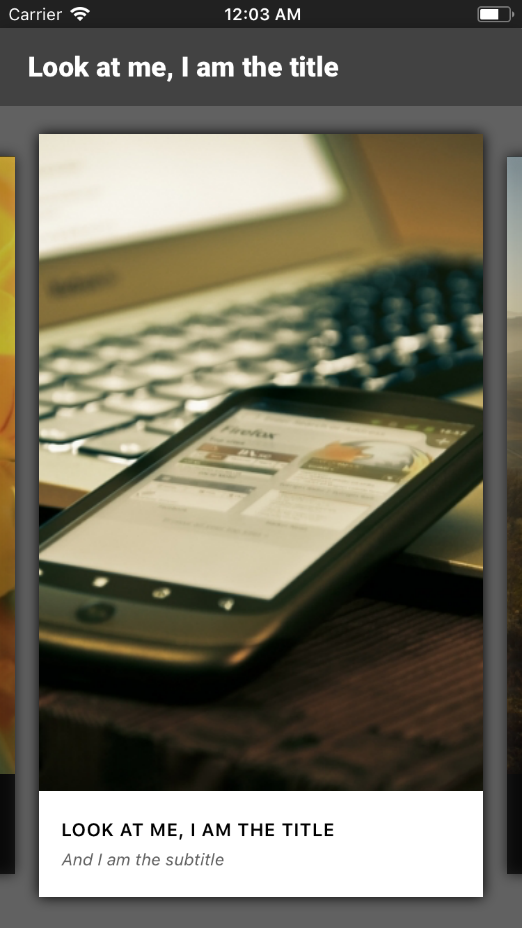 Carrier 12:03 AM
Look at me, I am the title
Firefox
LOOK AT ME, I AM THE TITLE
And I am the subtitle